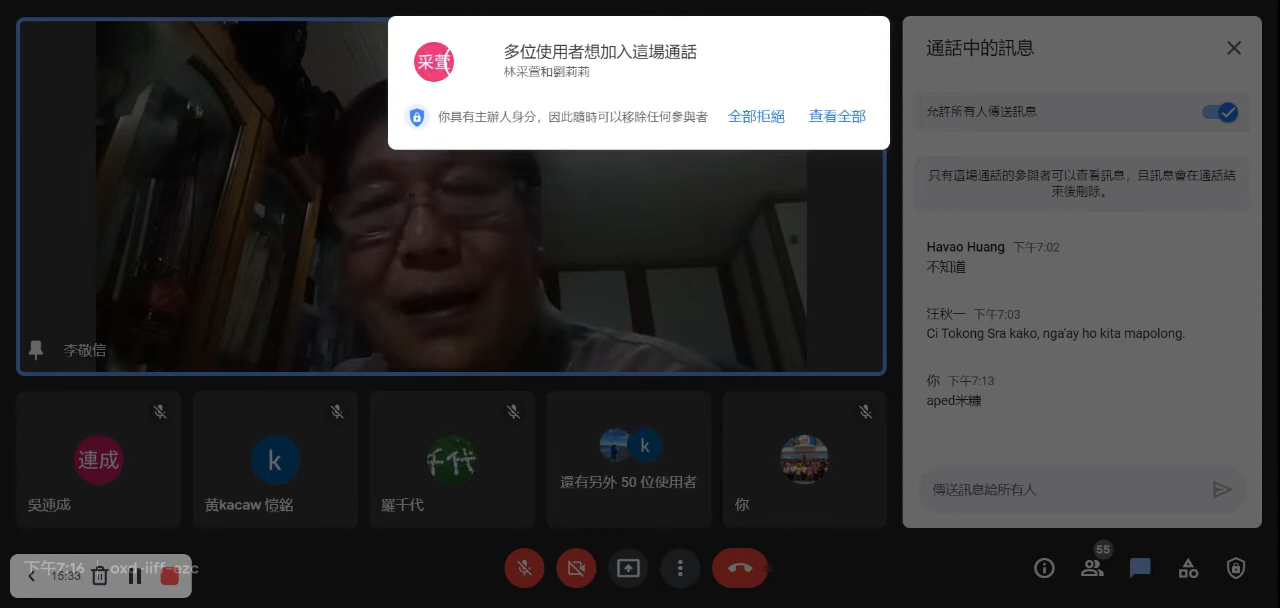 采萱
多位使用者想加入這場通話
林采萱和劉莉莉
你具有主辦人身分，因此隨時可以移除任何參與者
全部拒絕
查看全部
李敬信
通話中的訊息
允許所有人傳送訊息
只有這場通話的參與者可以查看訊息，且訊息會在通話結
束後刪除。
Havao Huang 下午7:02
不知道
汪秋一 下午7:03
Ci Tokong Sra kako, nga'ay ho kita mapolong.
你 下午7:13
aped米糠
傳送訊息給所有人
連成
吳連成
k
黃kacaw 愷銘
千代
羅千代
k
還有另外 50 位使用者
你
下午7:16
15:33
oxd-iiff-ezc
55